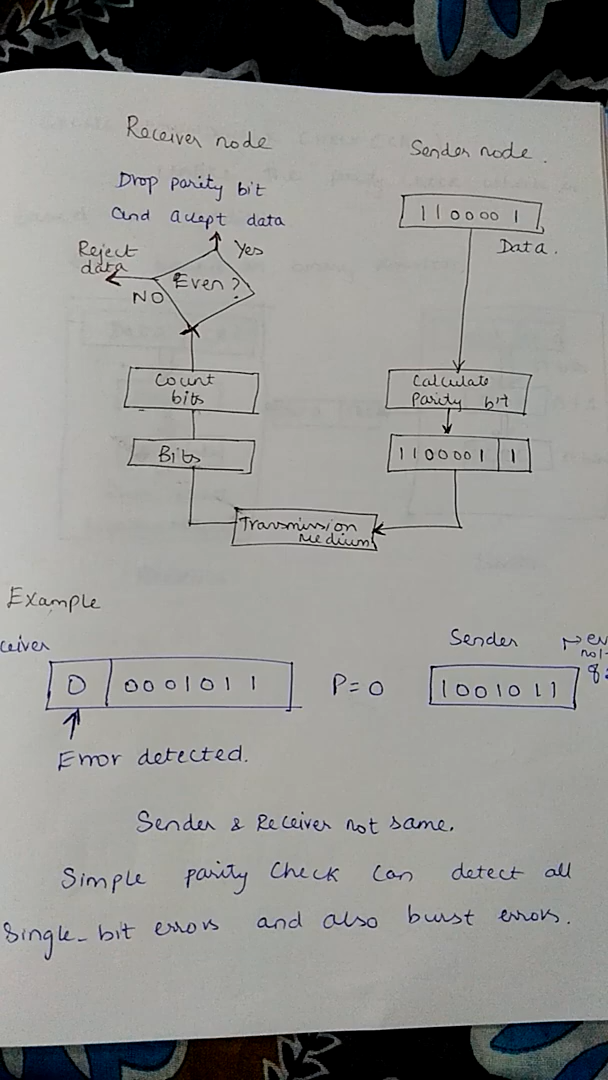 Receiver node
Sender node.
Drop parity bit
and acept data
1100001
Data.
Reject
data
Yes
NO
Even?
Count
bits
Calculate
Parity bit
Bits
1100001 1
Transmission
Medium
Example
ceiver
Sender
0 0001011
P=0
1001011
Error detected.
Sender & Receiver not same.
Simple parity Check Can detect all
Single-bit errors and also burst errors.